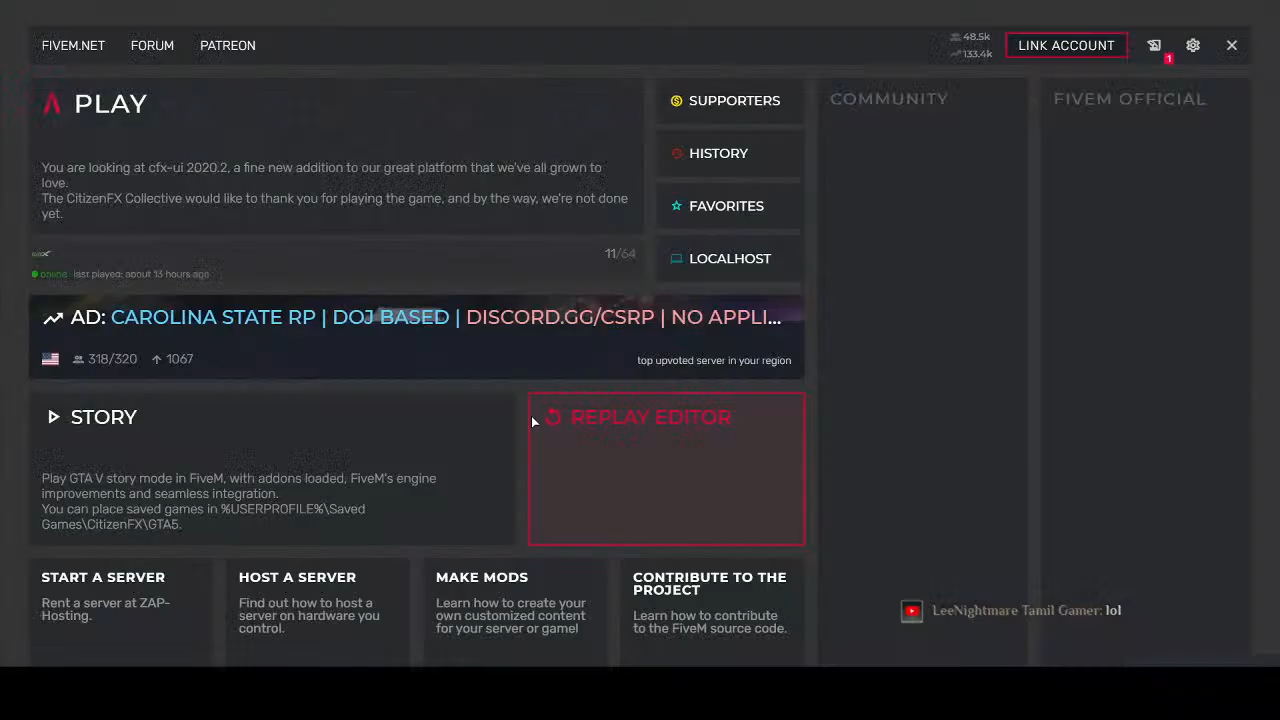 FIVEM.NET
FORUM
PATREON
48.5k
133.4k
LINK ACCOUNT
1
PLAY
You are looking at cfx-ui 2020.2, a fine new addition to our great platform that we've all grown to
love.
The CitizenFX Collective would like to thank you for playing the game, and by the way, we're not done
yet.
11/64
online last played: about 13 hours ago
SUPPORTERS
HISTORY
FAVORITES
LOCALHOST
COMMUNITY
FIVEM OFFICIAL
AD: CAROLINA STATE RP | DOJ BASED | DISCORD.GG/CSRP | NO APPLI...
318/320 1067
top upvoted server in your region
STORY
Play GTA V story mode in FiveM, with addons loaded, FiveM's engine
improvements and seamless integration.
You can place saved games in %USERPROFILE%\Saved
Games\CitizenFX\GTA5.
REPLAY EDITOR
START A SERVER
Rent a server at ZAP-
Hosting.
HOST A SERVER
Find out how to host a
server on hardware you
control.
MAKE MODS
Learn how to create your
own customized content
for your server or game!
CONTRIBUTE TO THE
PROJECT
Learn how to contribute
to the FiveM source code.
LeeNightmare Tamil Gamer: lol